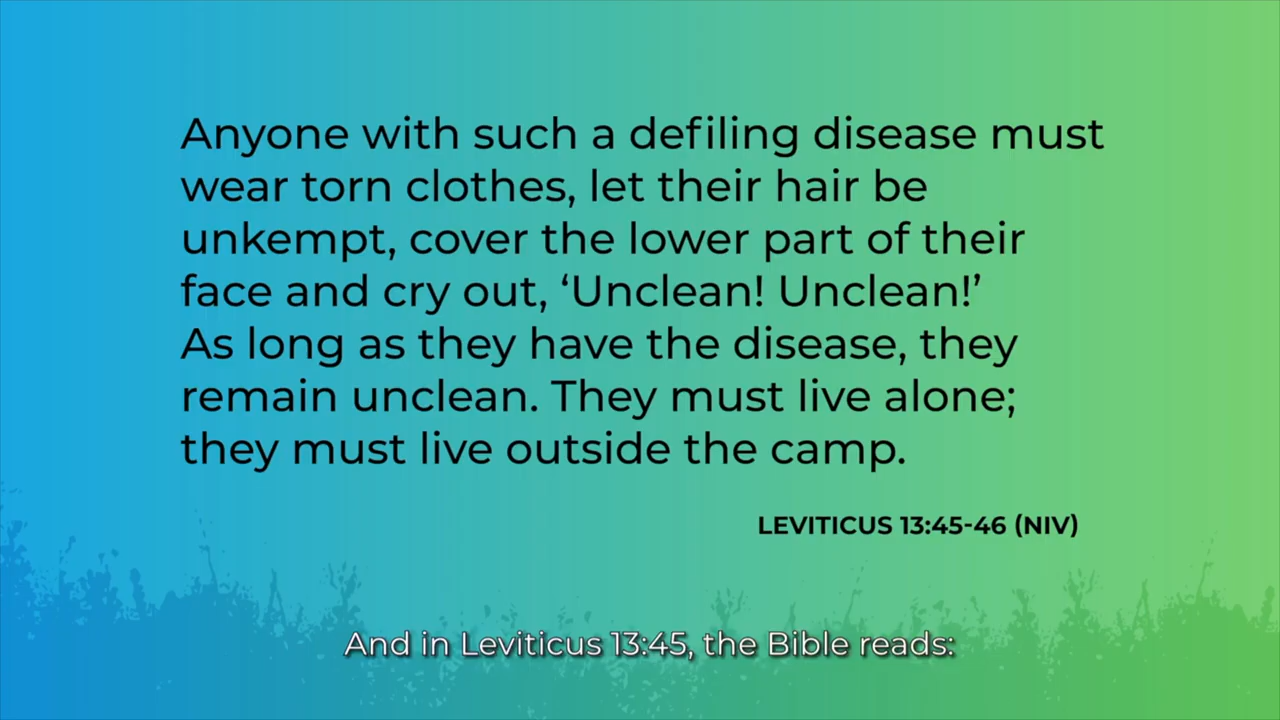 Anyone with such a defiling disease must
wear torn clothes, let their hair be
unkempt, cover the lower part of their
face and cry out, ‘Unclean! Unclean!’
As long as they have the disease, they
remain unclean. They must live alone;
they must live outside the camp.
LEVITICUS 13:45-46 (NIV)
And in Leviticus 13:45, the Bible reads: